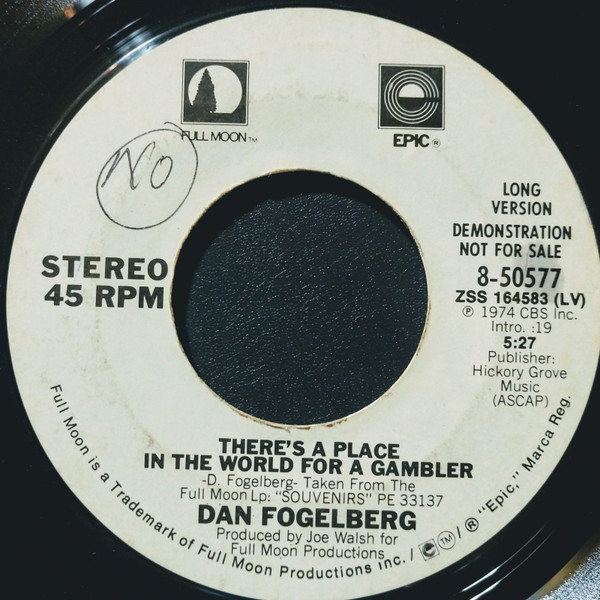 FULL MOON™
EPIC®
NO
LONG
VERSION
DEMONSTRATION
NOT FOR SALE
STEREO
45 RPM
8-50577
ZSS 164583 (LV)
℗ 1974 CBS Inc.
Intro. :19
5:27
Publisher:
Hickory Grove
Music
(ASCAP)
THERE'S A PLACE
IN THE WORLD FOR A GAMBLER
-D. Fogelberg- Taken From The
Full Moon Lp: "SOUVENIRS" PE 33137
DAN FOGELBERG
Produced by Joe Walsh for
Full Moon Productions
Full Moon is a Trademark of Full Moon Productions Inc. / e ™ / ® "Epic," Marca Reg.